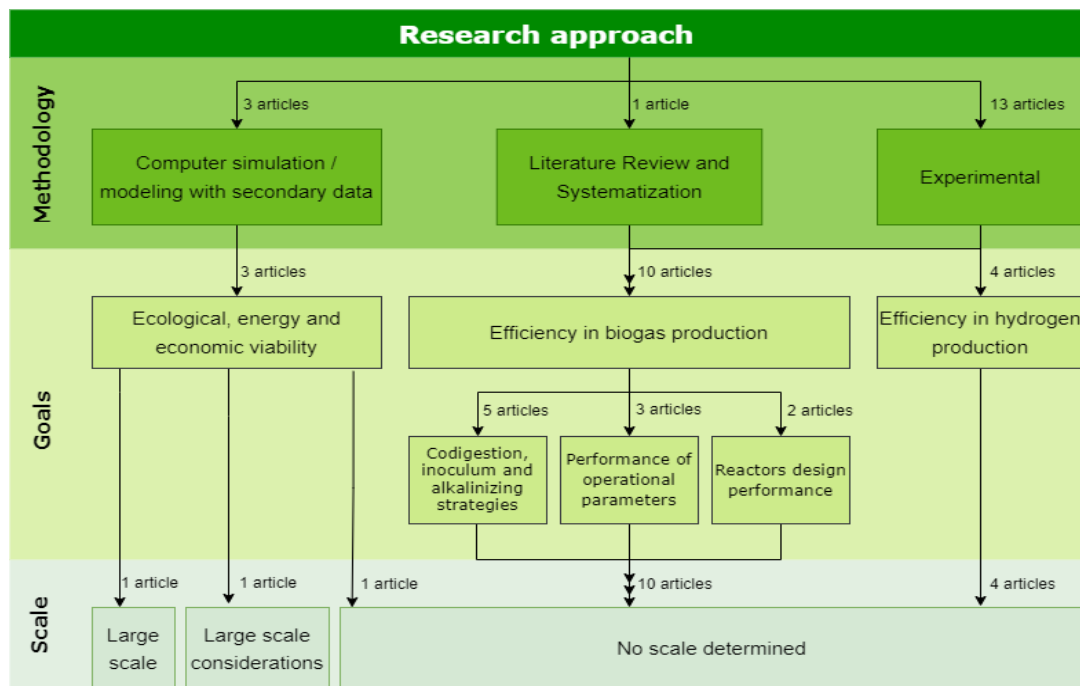 Research approach
Methodology
3 articles
1 article
13 articles
Computer simulation /
modeling with secondary data
Literature Review and
Systematization
Experimental
Goals
3 articles
10 articles
4 articles
Ecological, energy and
economic viability
Efficiency in biogas production
Efficiency in hydrogen
production
5 articles
3 articles
2 articles
Codigestion,
inoculum and
alkalinizing
strategies
Performance of
operational
parameters
Reactors design
performance
Scale
1 article
1 article
1 article
10 articles
4 articles
Large
scale
Large scale
considerations
No scale determined